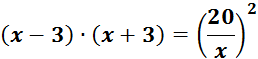 (x − 3) · (x + 3) = (20/x)²